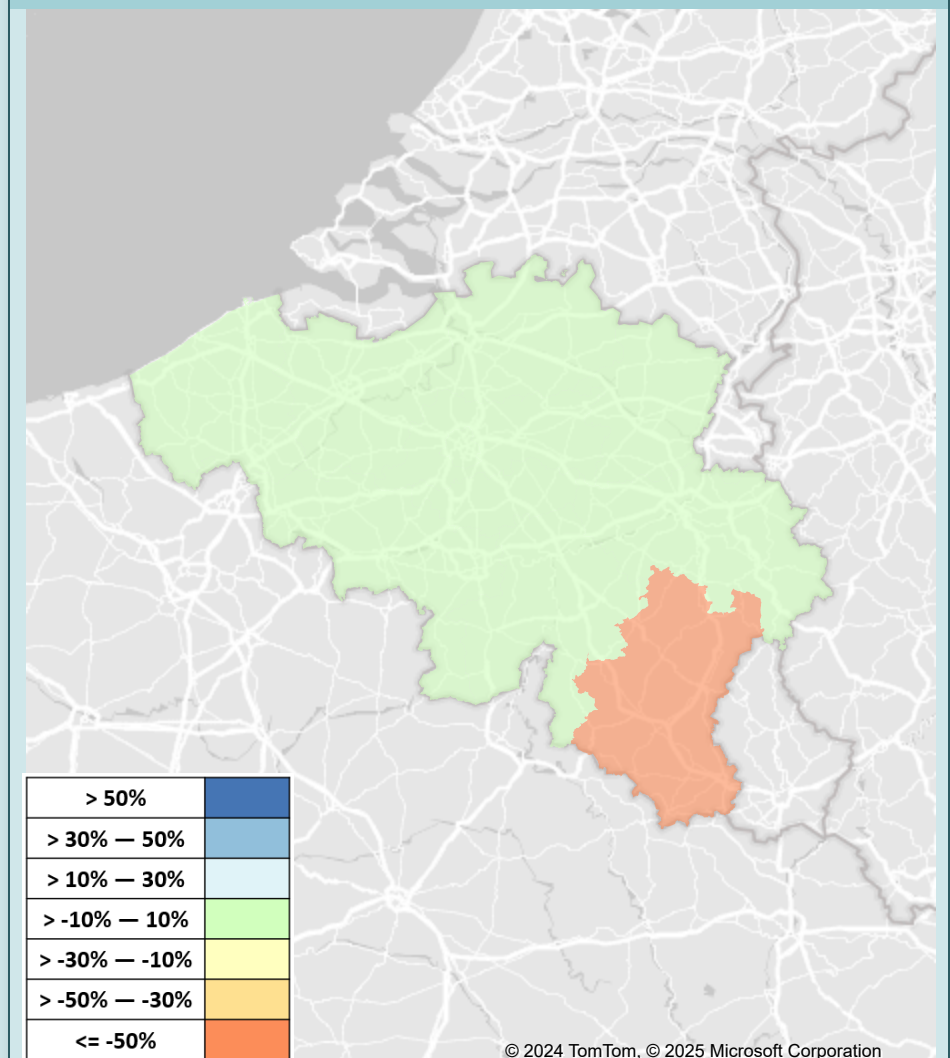 > 50%
> 30% — 50%
> 10% — 30%
> -10% — 10%
> -30% — -10%
> -50% — -30%
<= -50%
© 2024 TomTom, © 2025 Microsoft Corporation